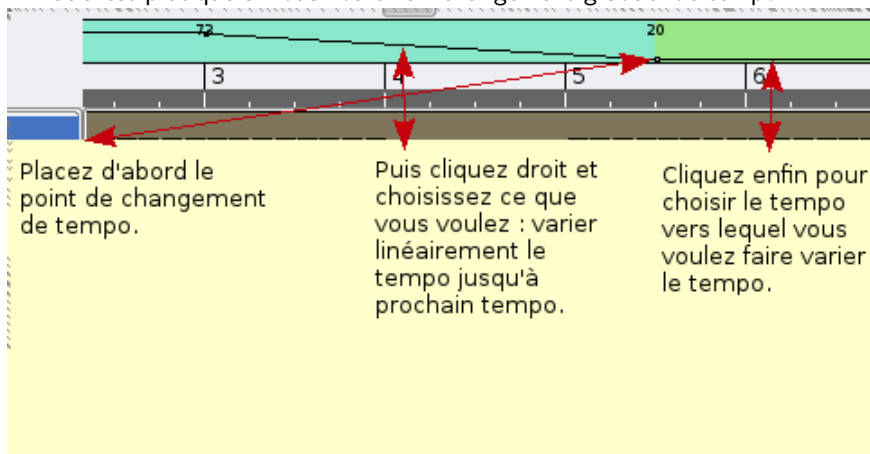 73
20
3
4
5
6
Placez d'abord le
point de changement
de tempo.
Puis cliquez droit et
choisissez ce que
vous voulez : varier
linéairement le
tempo jusqu'à
prochain tempo.
Cliquez enfin pour
choisir le tempo
vers lequel vous
voulez faire varier
le tempo.